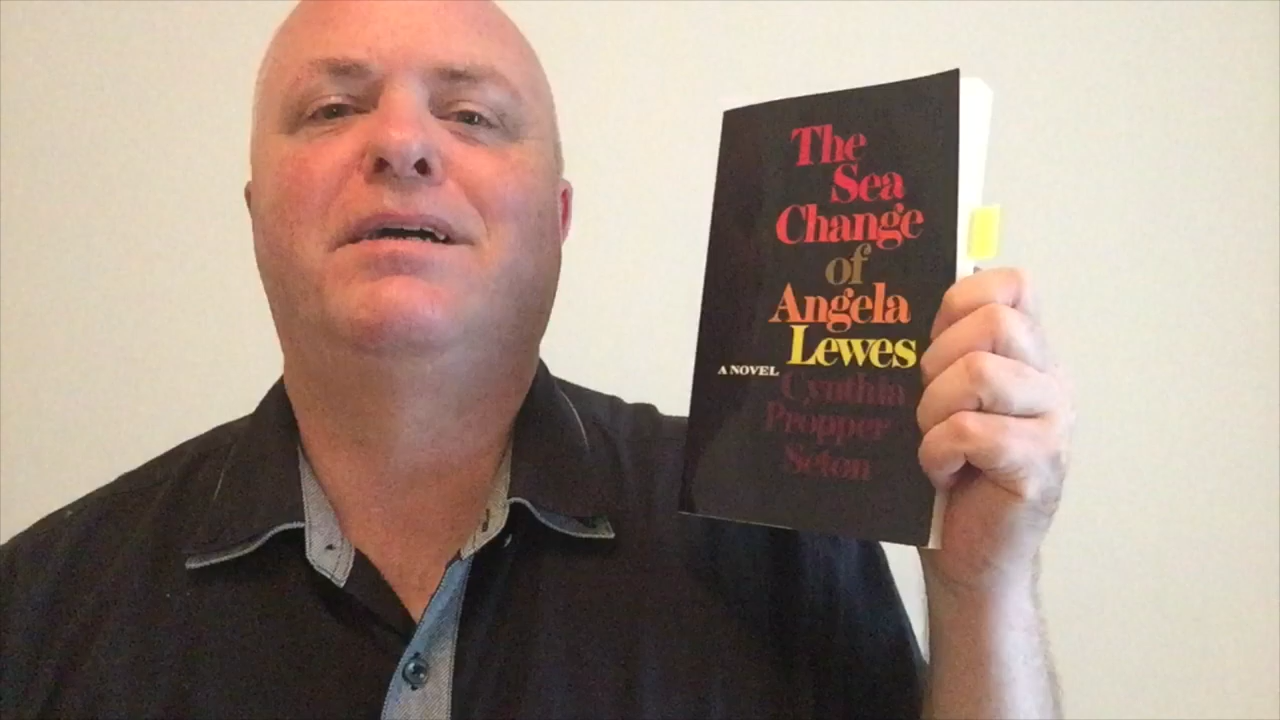 The
Sea
Change
of
Angela
Lewes
A NOVEL
Cynthia
Propper
Seton